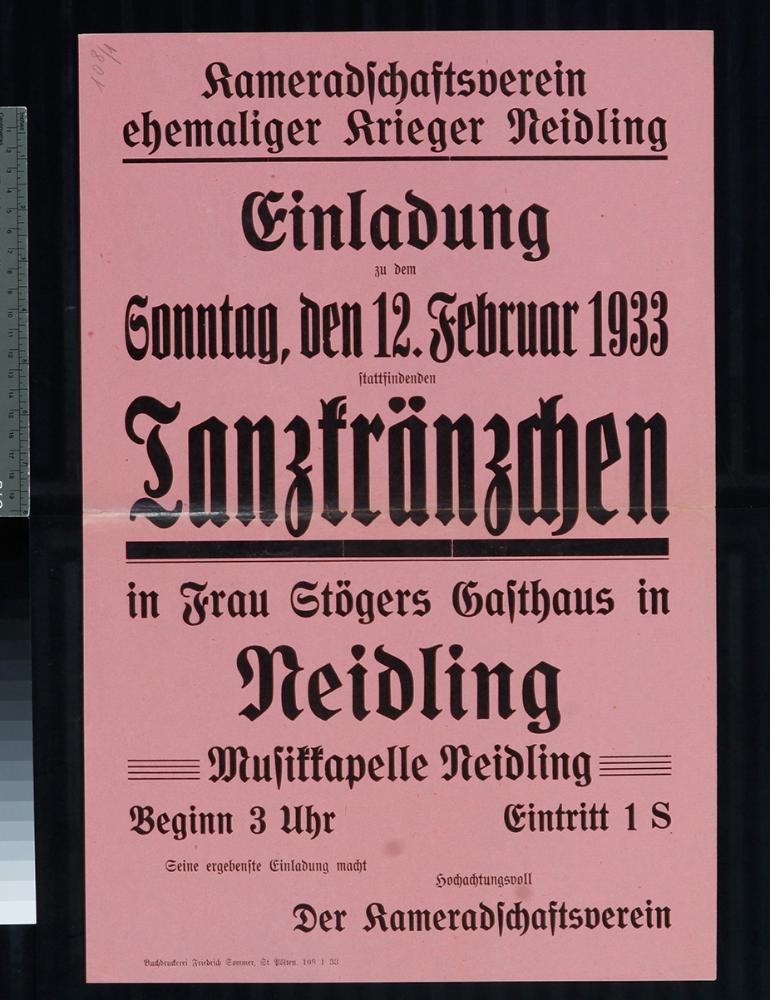 108/1
Kameradschaftsverein
ehemaliger Krieger Neidling
Einladung
zu dem
Sonntag, den 12. Februar 1933
stattfindenden
Tanzkränzchen
in Frau Stögers Gasthaus in
Neidling
Musikkapelle Neidling
Beginn 3 Uhr Eintritt 1 S
Seine ergebenste Einladung macht
Hochachtungsvoll
Der Kameradschaftsverein
Buchdruckerei Friedrich Sommer, St. Pölten. 108 1 33